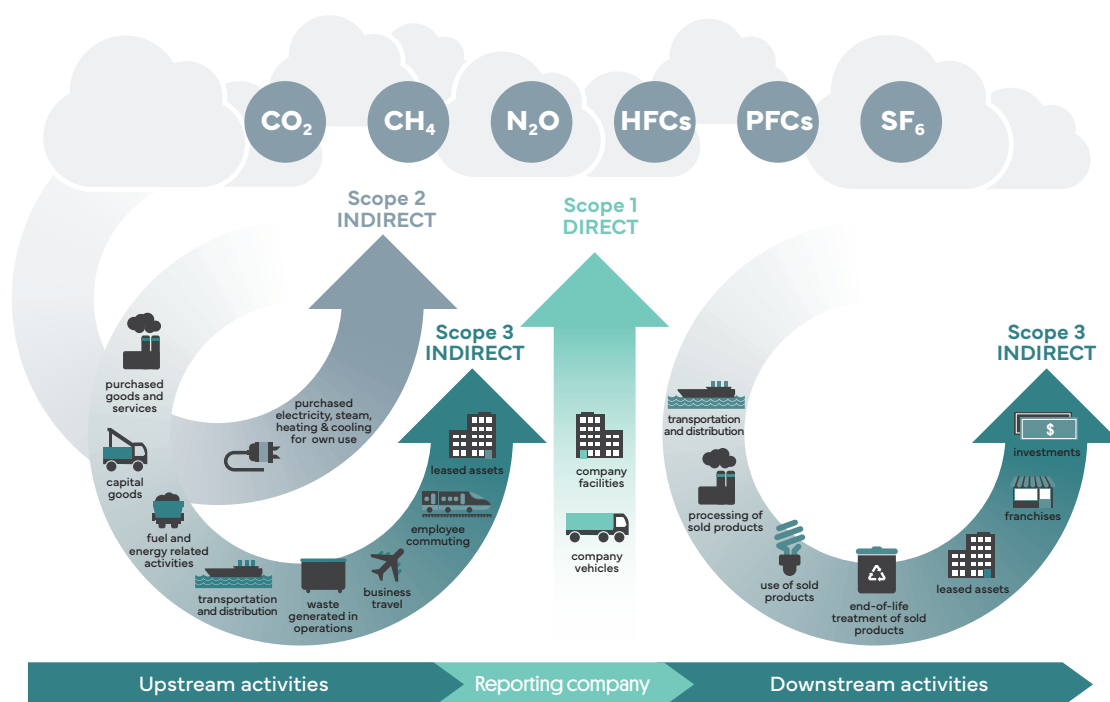 CO₂
CH₄
N₂O
HFCs
PFCs
SF₆
Scope 2
INDIRECT
Scope 1
DIRECT
Scope 3
INDIRECT
Scope 3
INDIRECT
purchased
goods and
services
capital
goods
fuel and
energy related
activities
transportation
and distribution
waste
generated in
operations
business
travel
employee
commuting
leased assets
purchased
electricity, steam,
heating & cooling
for own use
company
facilities
company
vehicles
transportation
and distribution
processing of
sold products
use of sold
products
end-of-life
treatment of sold
products
leased assets
franchises
$
investments
Upstream activities
Reporting company
Downstream activities